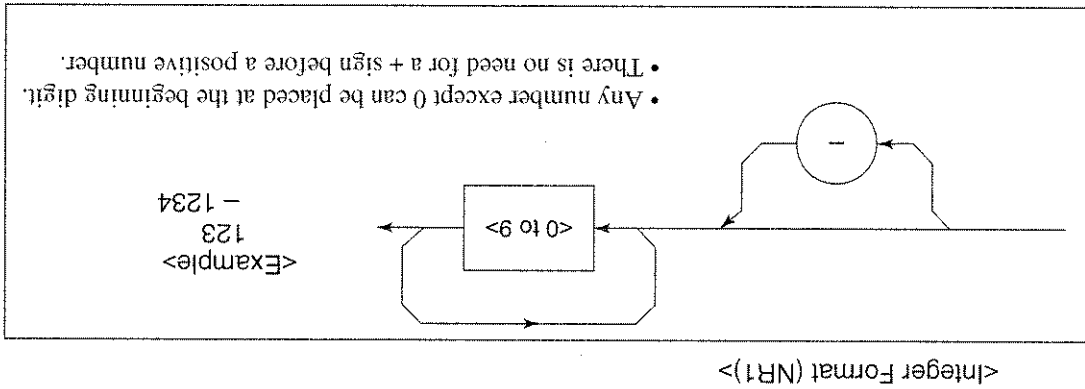 <Integer Format (NR1)>
–
<0 to 9>
<Example>
123
– 1234
• Any number except 0 can be placed at the beginning digit.
• There is no need for a + sign before a positive number.